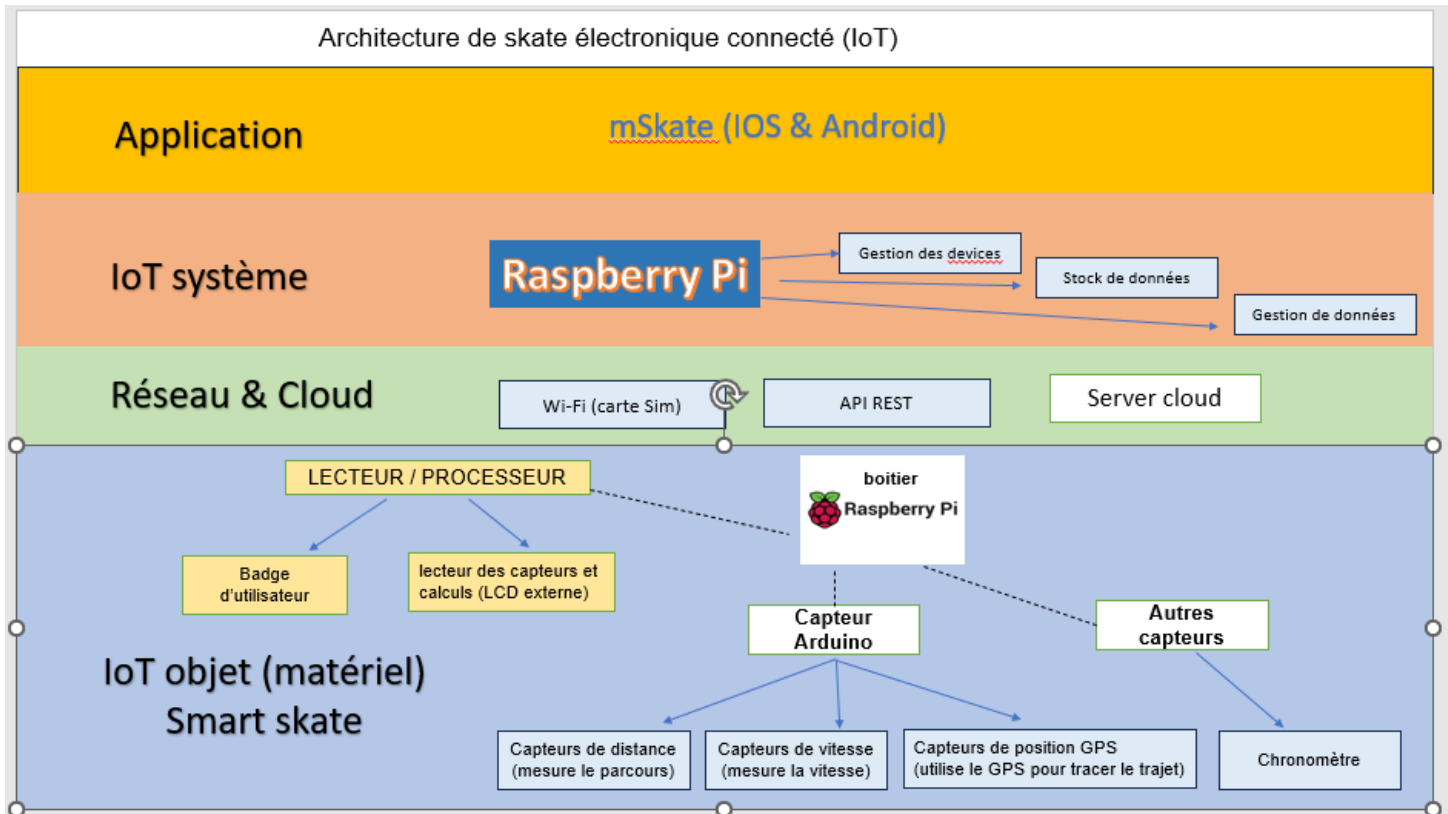 Architecture de skate électronique connecté (IoT)
Application
mSkate (IOS & Android)
IoT système
Raspberry Pi
Gestion des devices
Stock de données
Gestion de données
Réseau & Cloud
Wi-Fi (carte Sim)
API REST
Server cloud
LECTEUR / PROCESSEUR
boitier
Raspberry Pi
Badge
d'utilisateur
lecteur des capteurs et
calculs (LCD externe)
Capteur
Arduino
Autres
capteurs
IoT objet (matériel)
Smart skate
Capteurs de distance
(mesure le parcours)
Capteurs de vitesse
(mesure la vitesse)
Capteurs de position GPS
(utilise le GPS pour tracer le trajet)
Chronomètre